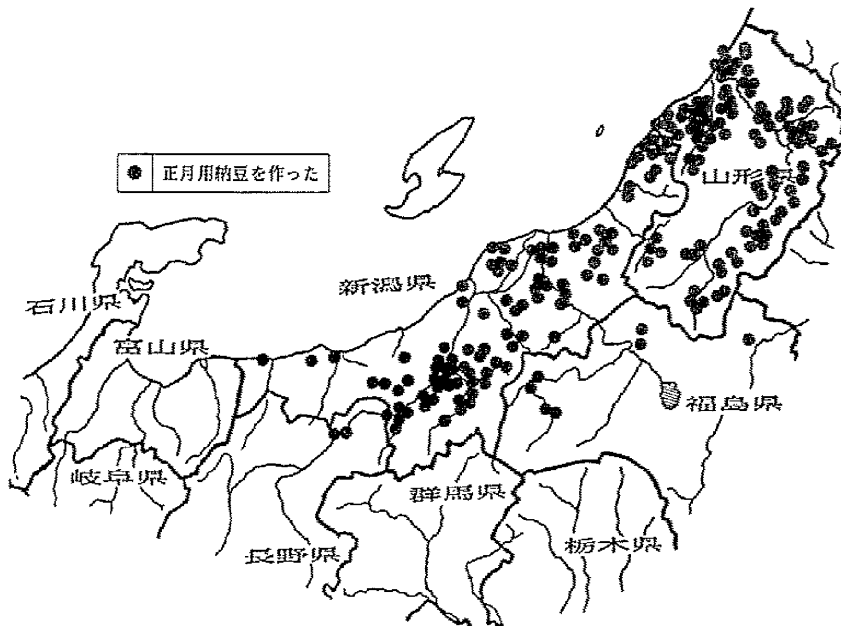 正月用納豆を作った
山形県
新潟県
石川県
富山県
福島県
岐阜県
群馬県
長野県
栃木県